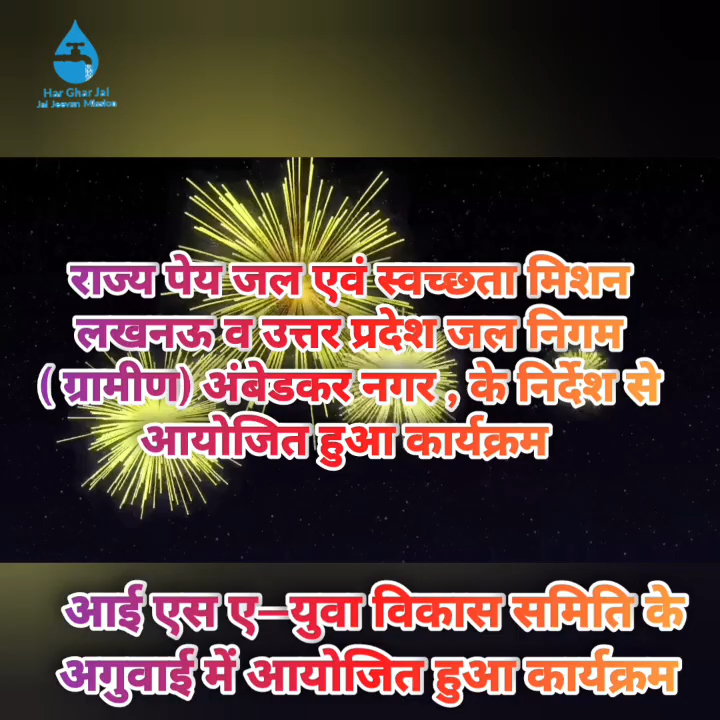 Har Ghar Jal
Jal Jeevan Mission
राज्य पेय जल एवं स्वच्छता मिशन
लखनऊ व उत्तर प्रदेश जल निगम
( ग्रामीण) अंबेडकर नगर , के निर्देश से
आयोजित हुआ कार्यक्रम
आई एस ए–युवा विकास समिति के
अगुवाई में आयोजित हुआ कार्यक्रम